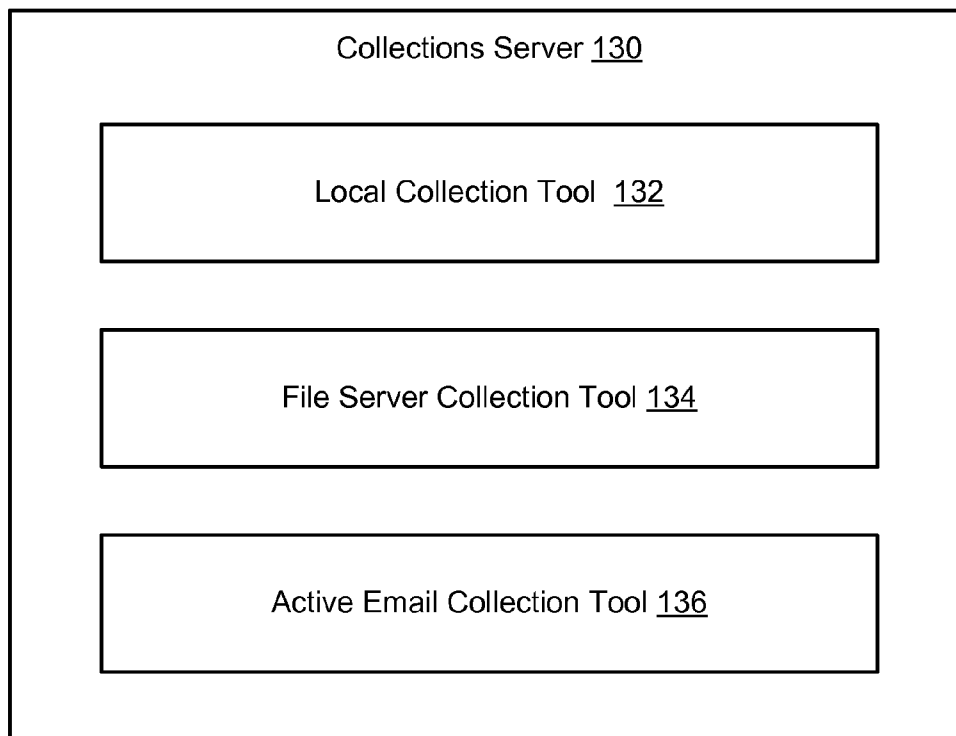 Collections Server 130
Local Collection Tool 132
File Server Collection Tool 134
Active Email Collection Tool 136